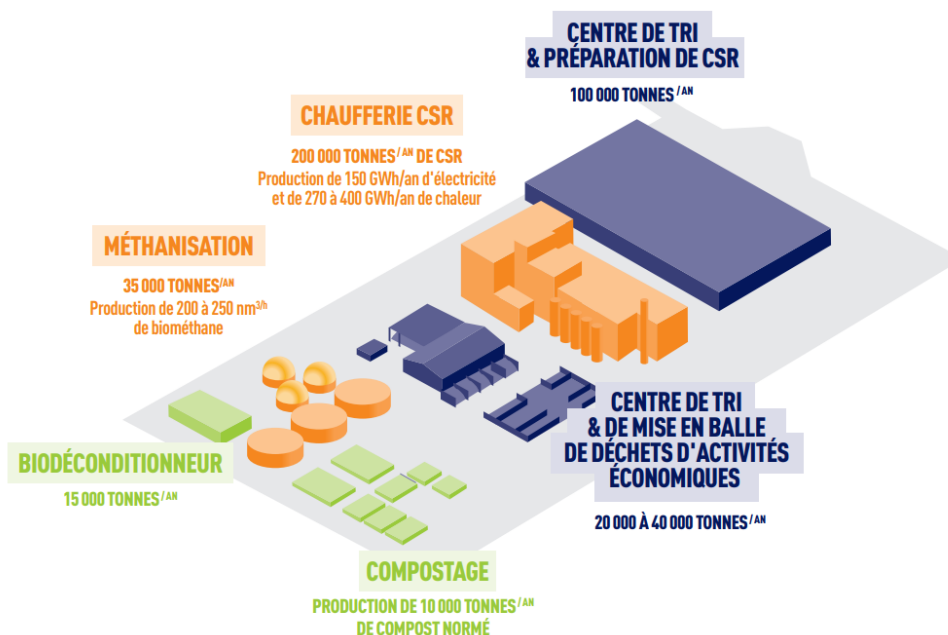 CENTRE DE TRI
& PRÉPARATION DE CSR
100 000 TONNES /AN
CHAUFFERIE CSR
200 000 TONNES /AN DE CSR
Production de 150 GWh/an d'électricité
et de 270 à 400 GWh/an de chaleur
MÉTHANISATION
35 000 TONNES/AN
Production de 200 à 250 nm3/h
de biométhane
CENTRE DE TRI
& DE MISE EN BALLE
DE DÉCHETS D'ACTIVITÉS
ÉCONOMIQUES
20 000 À 40 000 TONNES /AN
BIODÉCONDITIONNEUR
15 000 TONNES /AN
COMPOSTAGE
PRODUCTION DE 10 000 TONNES /AN
DE COMPOST NORMÉ